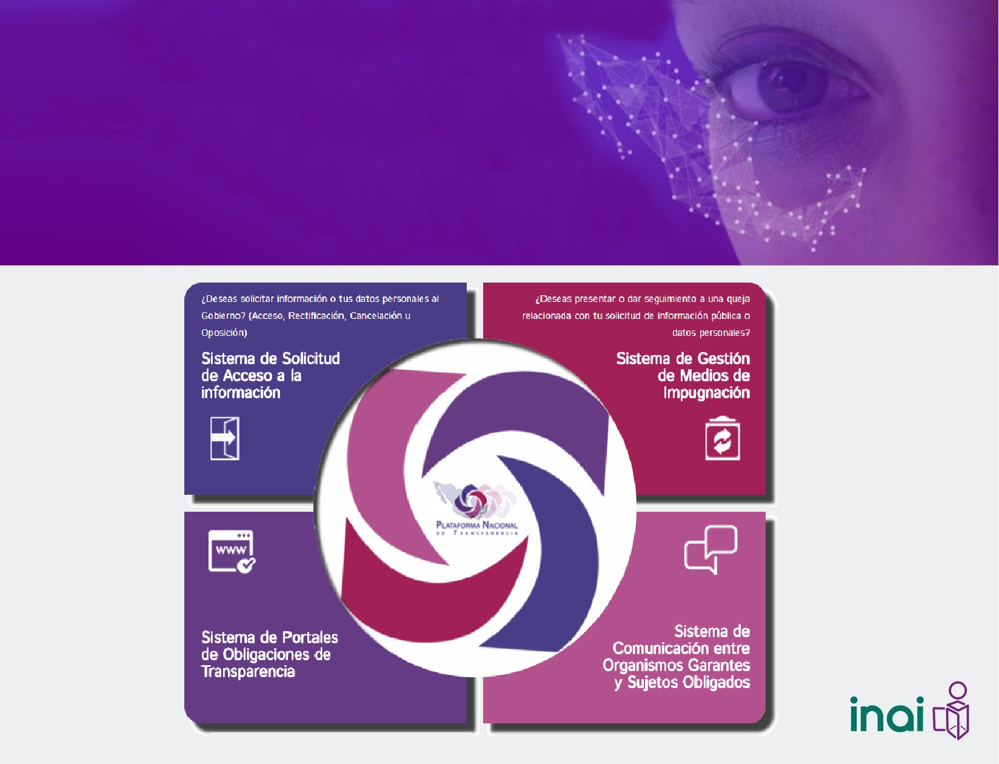 ¿Deseas solicitar información o tus datos personales al
Gobierno? (Acceso, Rectificación, Cancelación u
Oposición)
Sistema de Solicitud
de Acceso a la
información
¿Deseas presentar o dar seguimiento a una queja
relacionada con tu solicitud de información pública o
datos personales?
Sistema de Gestión
de Medios de
Impugnación
PLATAFORMA NACIONAL
DE TRANSPARENCIA
WWW
Sistema de Portales
de Obligaciones de
Transparencia
Sistema de
Comunicación entre
Organismos Garantes
y Sujetos Obligados
inai